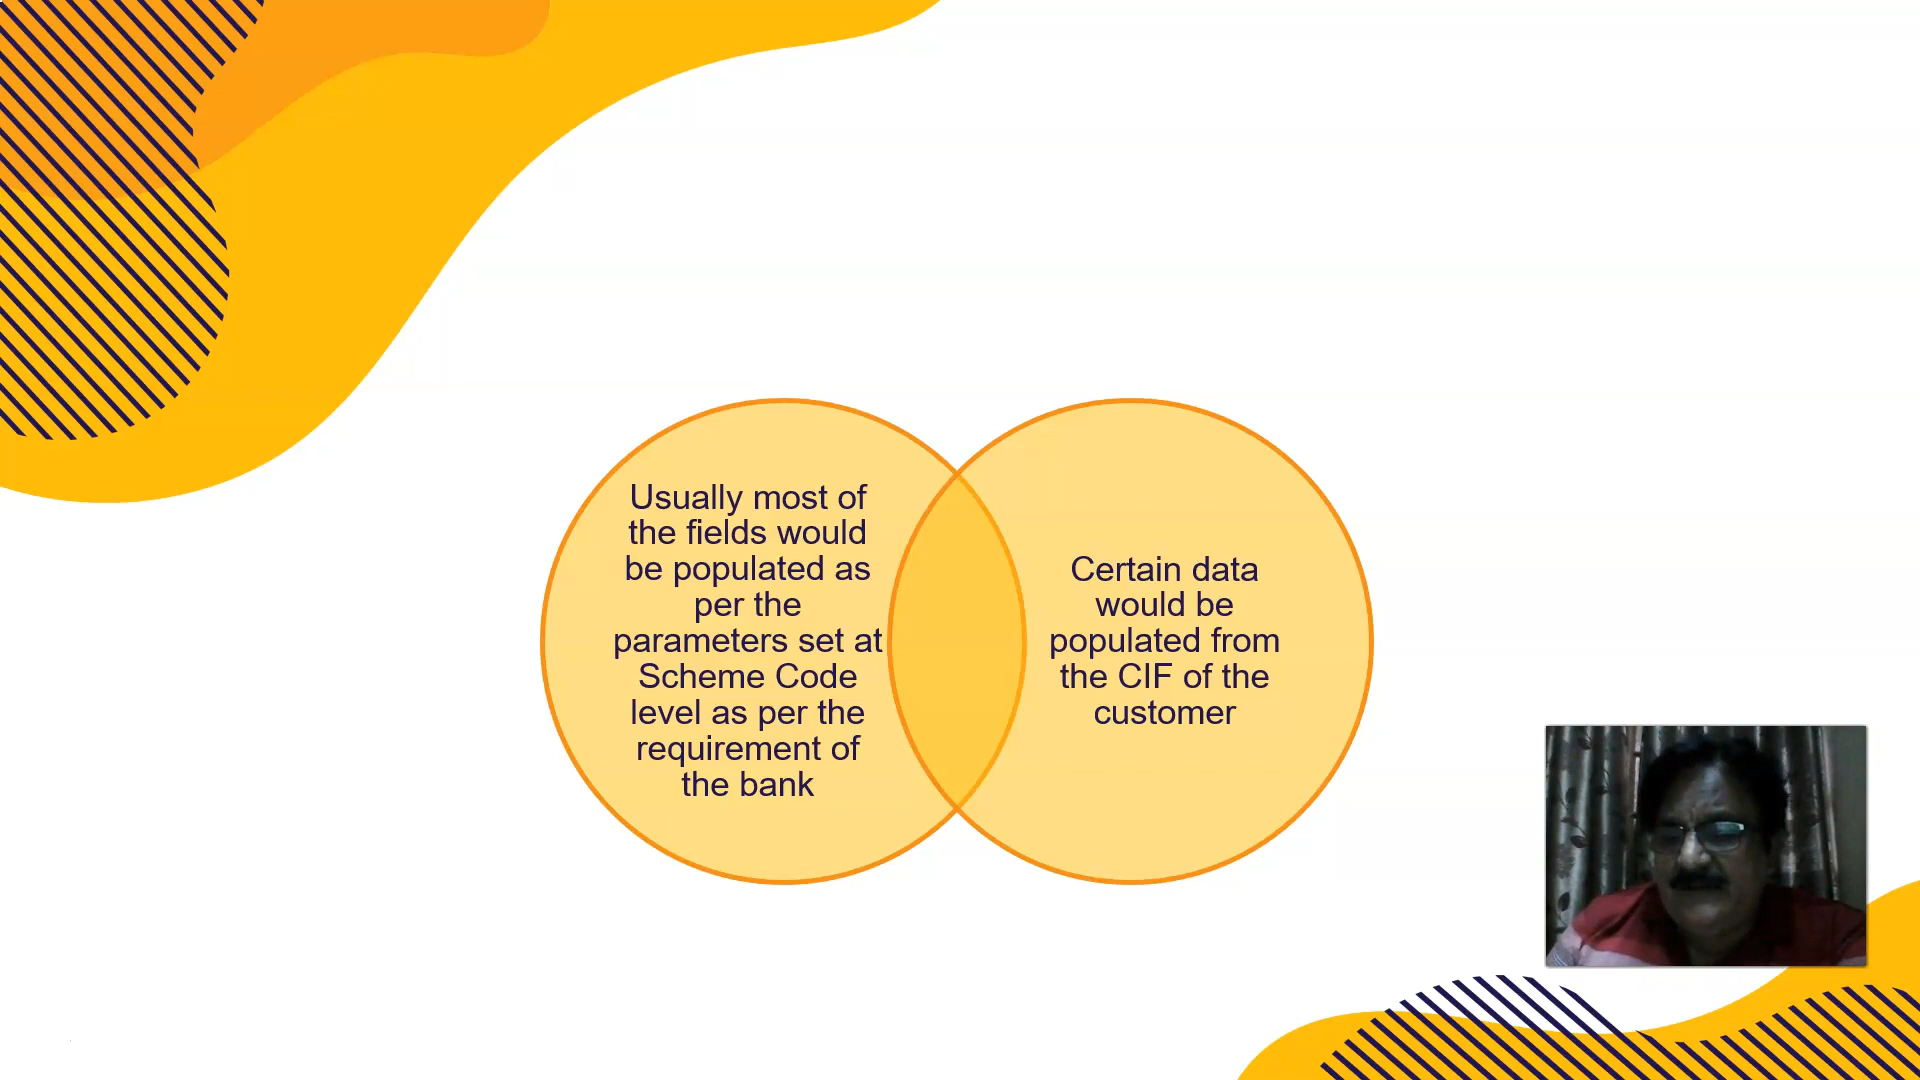 Usually most of
the fields would
be populated as
per the
parameters set at
Scheme Code
level as per the
requirement of
the bank
Certain data
would be
populated from
the CIF of the
customer